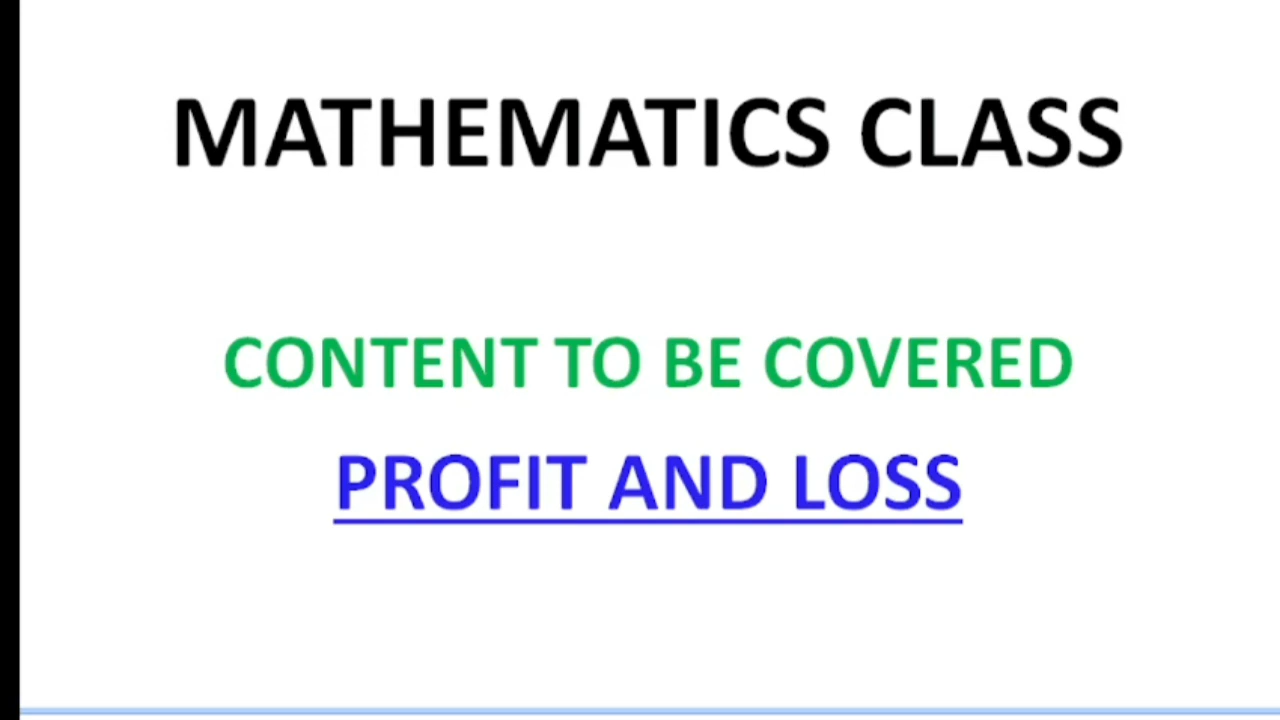 MATHEMATICS CLASS
CONTENT TO BE COVERED
PROFIT AND LOSS